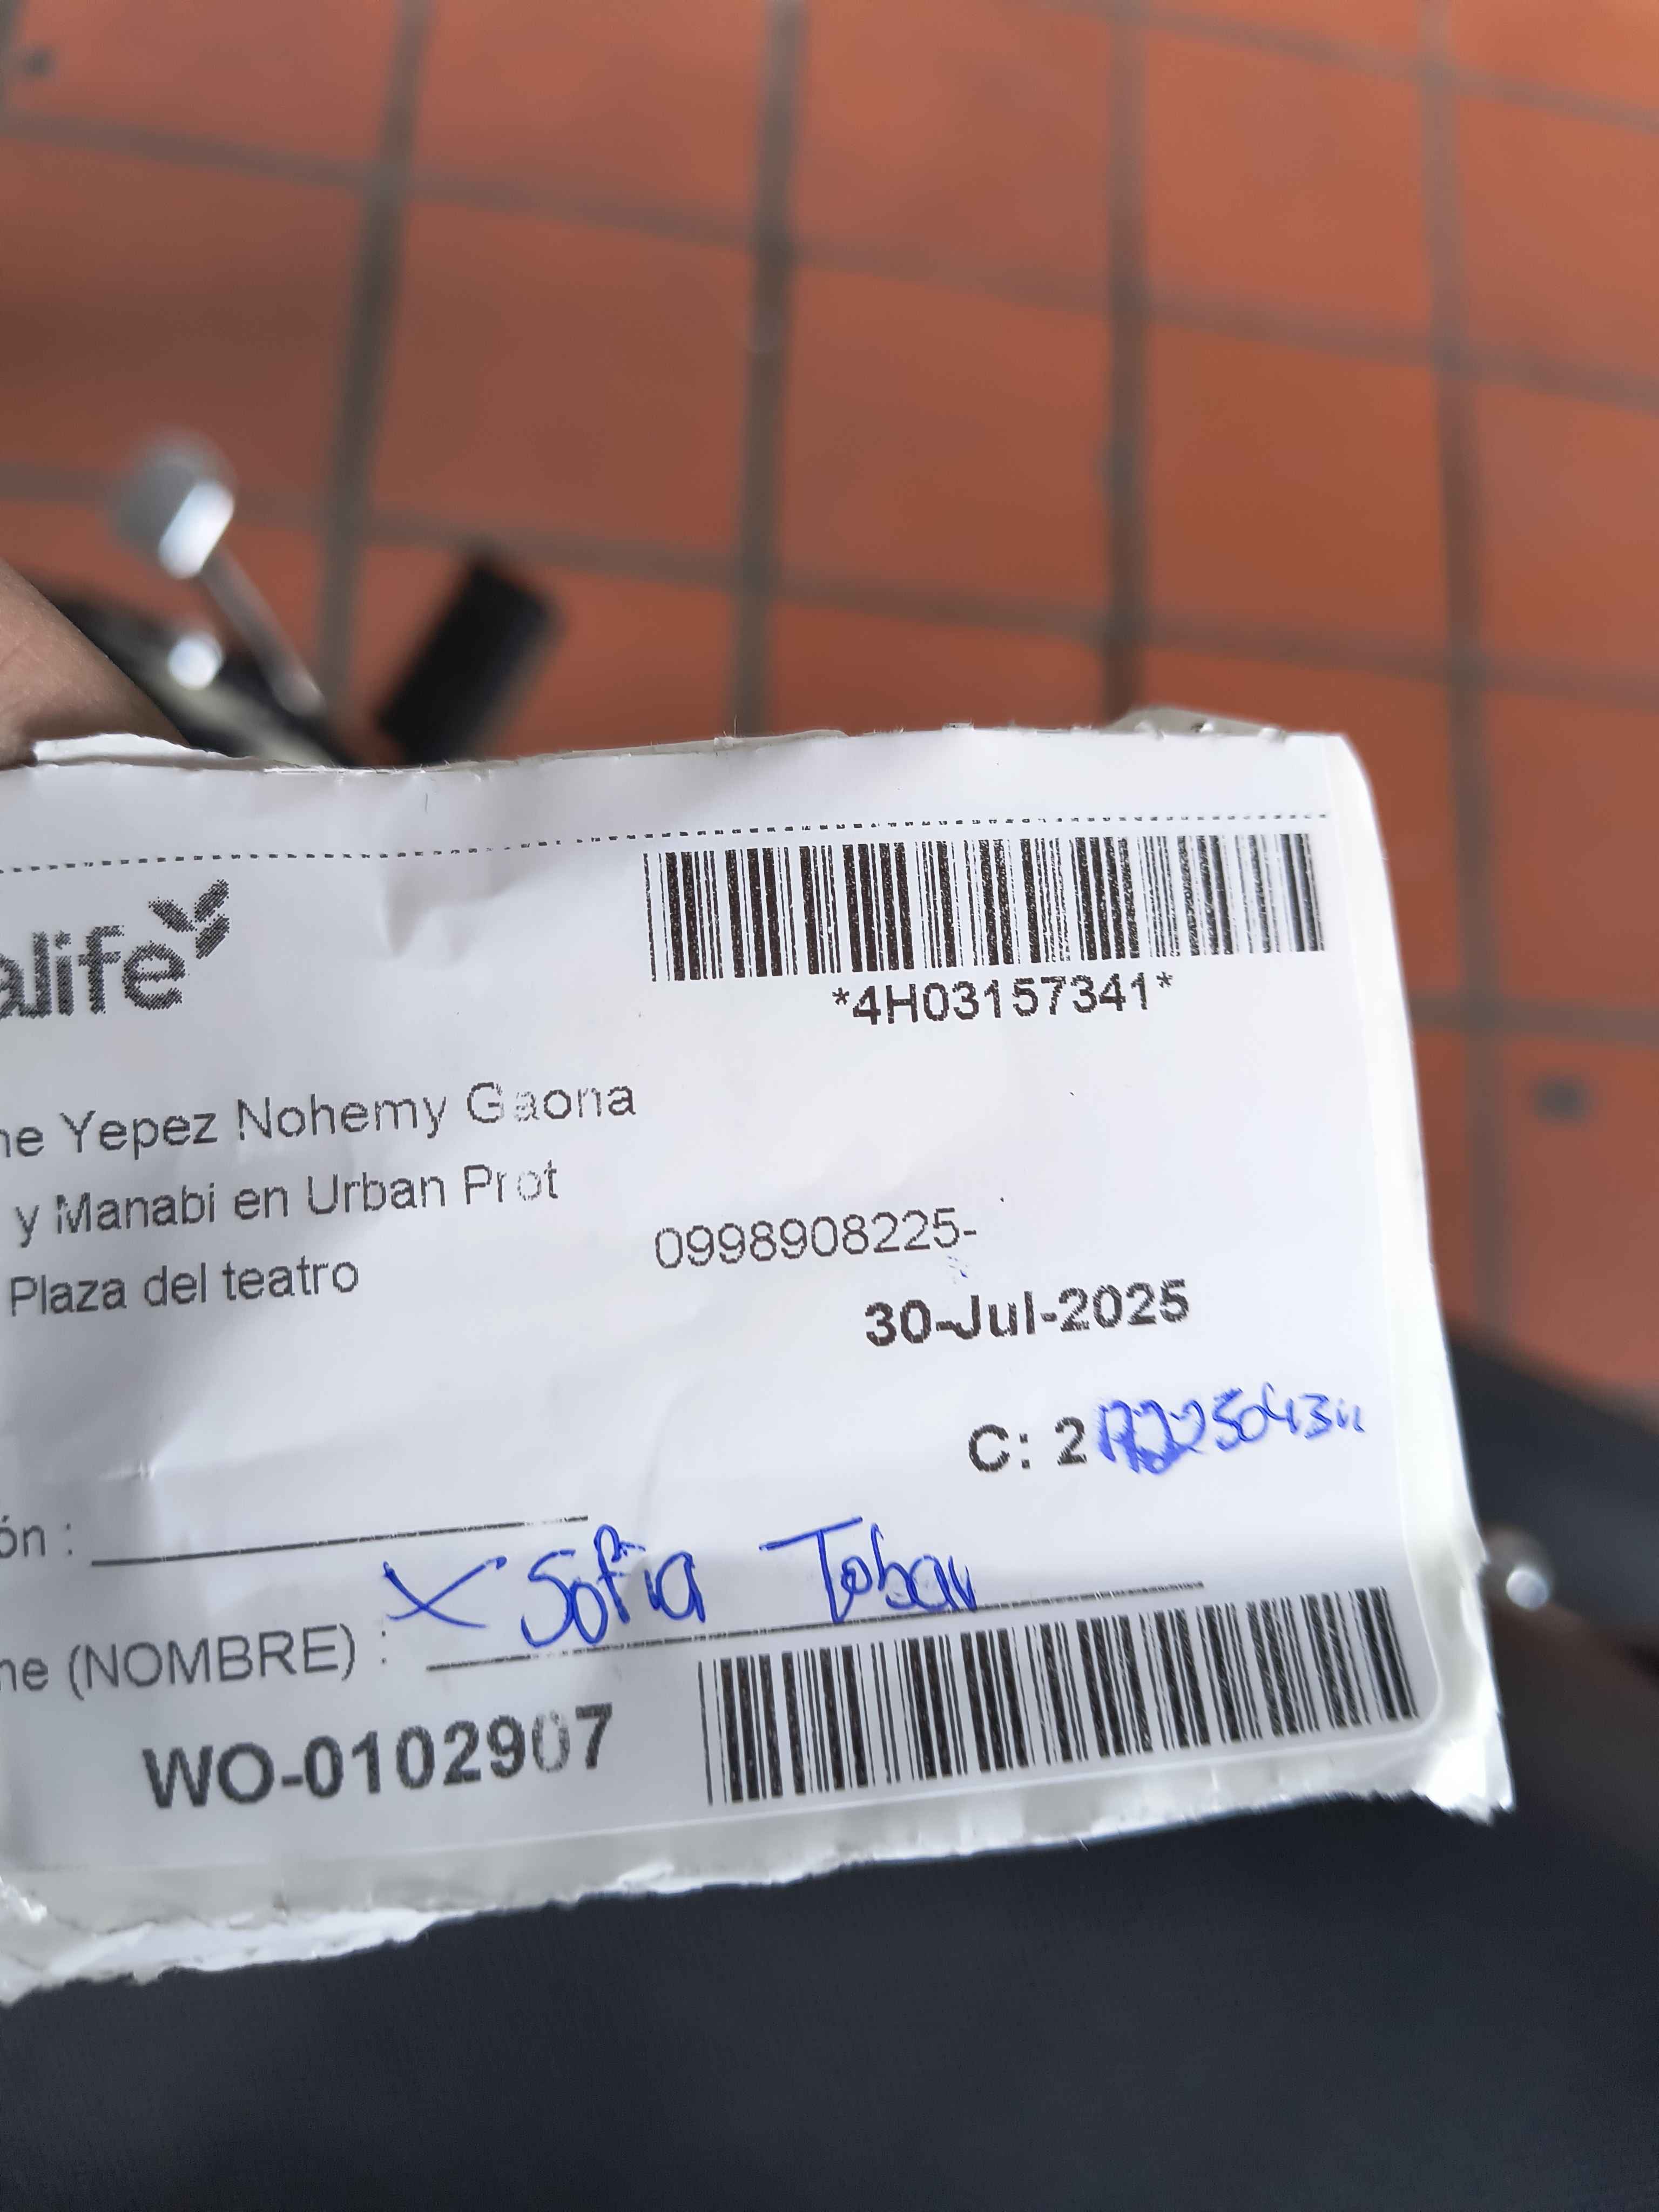 alife
*4H03157341*
ne Yepez Nohemy Gaona
y Manabi en Urban Prot
0998908225-
Plaza del teatro
30-Jul-2025
C: 2
ón :
X Sofia Tobar
ne (NOMBRE) :
WO-0102907